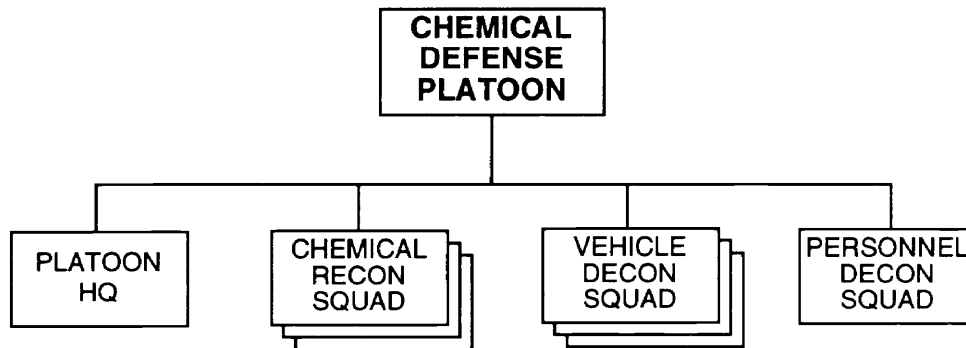 CHEMICAL
DEFENSE
PLATOON
PLATOON
HQ
CHEMICAL
RECON
SQUAD
VEHICLE
DECON
SQUAD
PERSONNEL
DECON
SQUAD